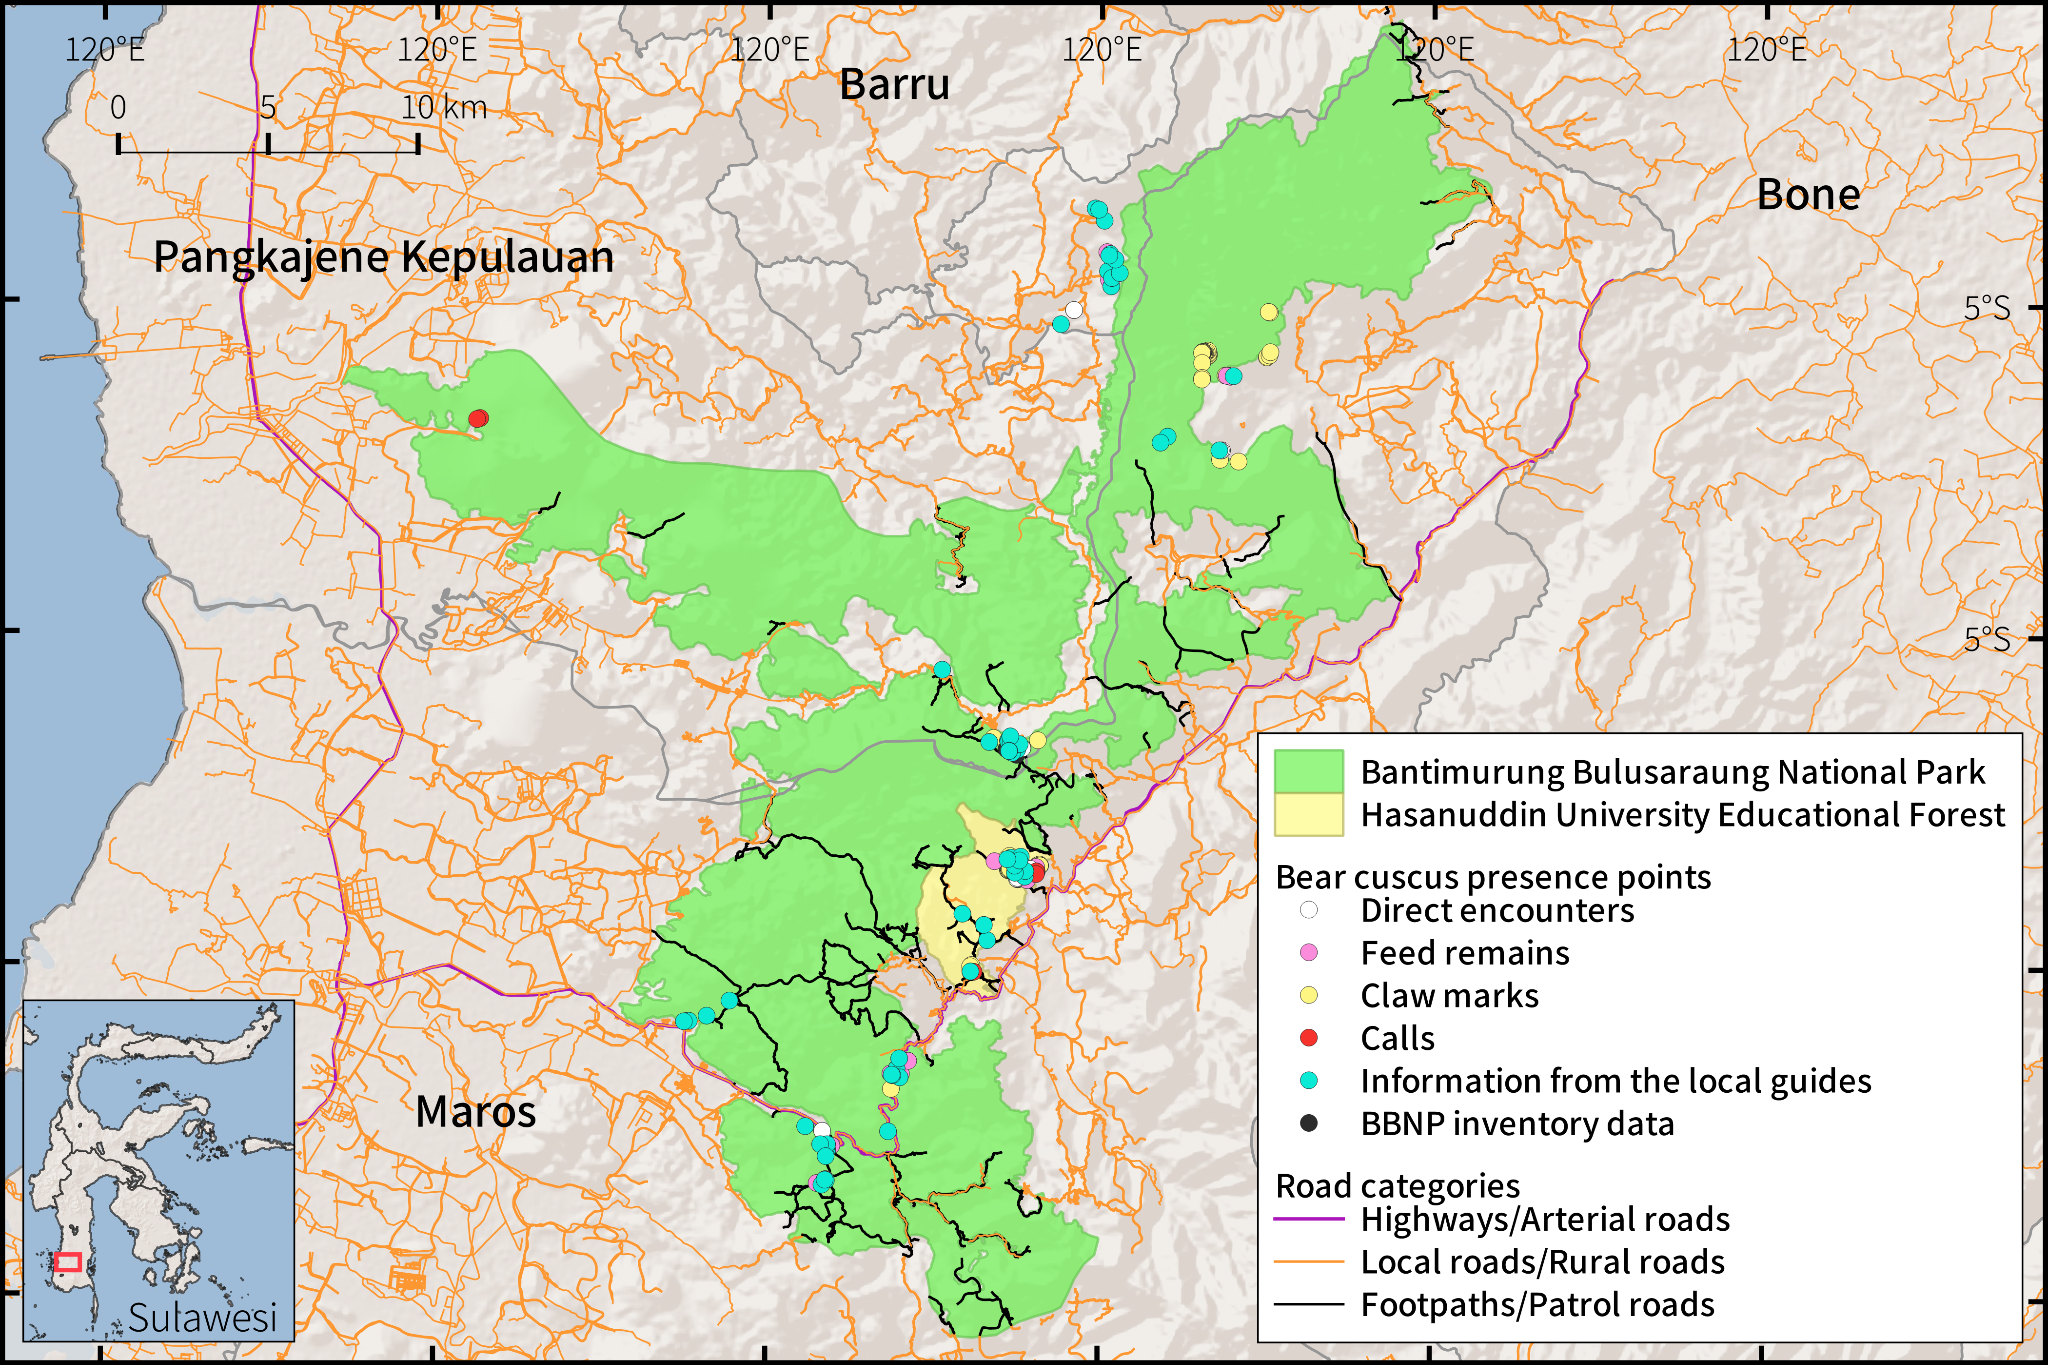 120°E 120°E 120°E 120°E 120°E 120°E
Barru
0 5 10 km
Bone
Pangkajene Kepulauan
5°S
5°S
Bantimurung Bulusaraung National Park
Hasanuddin University Educational Forest
Bear cuscus presence points
Direct encounters
Feed remains
Claw marks
Calls
Information from the local guides
BBNP inventory data
Road categories
Highways/Arterial roads
Local roads/Rural roads
Footpaths/Patrol roads
Maros
Sulawesi